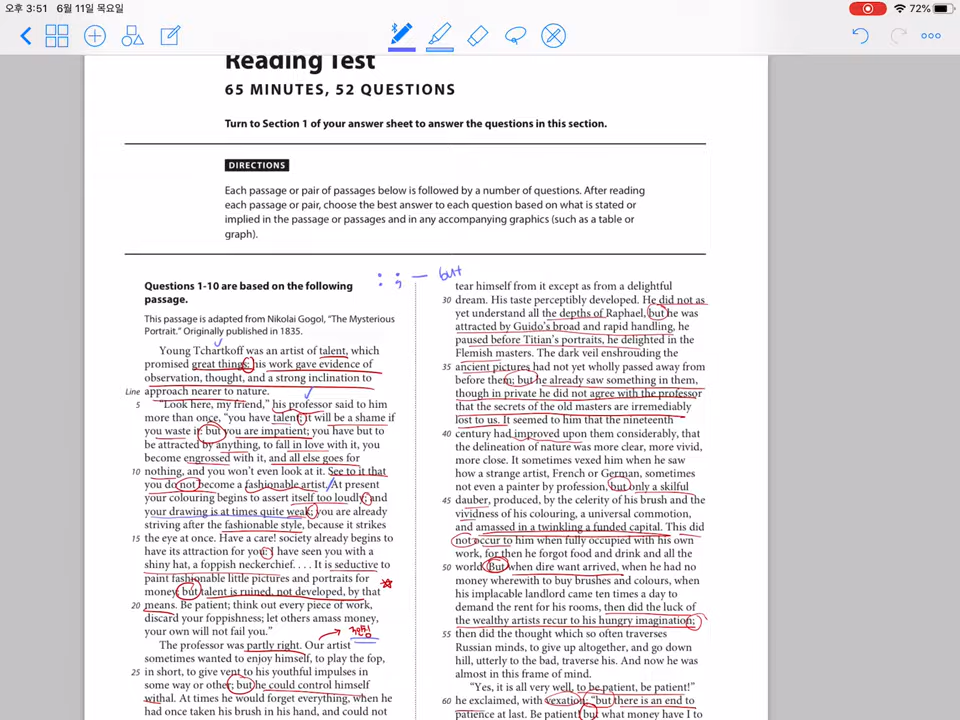 오후 3:51 6월 11일 목요일
72%
Reading Test
65 MINUTES, 52 QUESTIONS
Turn to Section 1 of your answer sheet to answer the questions in this section.
DIRECTIONS
Each passage or pair of passages below is followed by a number of questions. After reading
each passage or pair, choose the best answer to each question based on what is stated or
implied in the passage or passages and in any accompanying graphics (such as a table or
graph).
: ; — but
Questions 1-10 are based on the following
passage.
This passage is adapted from Nikolai Gogol, "The Mysterious
Portrait." Originally published in 1835.
Young Tchartkoff was an artist of talent, which
promised great things: his work gave evidence of
observation, thought, and a strong inclination to
Line approach nearer to nature.
5 "Look here, my friend," his professor said to him
more than once, "you have talent; it will be a shame if
you waste it: but you are impatient; you have but to
be attracted by anything, to fall in love with it, you
become engrossed with it, and all else goes for
10 nothing, and you won't even look at it. See to it that
you do not become a fashionable artist. At present
your colouring begins to assert itself too loudly; and
your drawing is at times quite weak; you are already
striving after the fashionable style, because it strikes
15 the eye at once. Have a care! society already begins to
have its attraction for you: I have seen you with a
shiny hat, a foppish neckerchief. . . . It is seductive to
paint fashionable little pictures and portraits for
money; but talent is ruined, not developed, by that
20 means. Be patient; think out every piece of work,
discard your foppishness; let others amass money,
your own will not fail you."
The professor was partly right. Our artist
sometimes wanted to enjoy himself, to play the fop,
25 in short, to give vent to his youthful impulses in
some way or other; but he could control himself
withal. At times he would forget everything, when he
had once taken his brush in his hand, and could not
tear himself from it except as from a delightful
30 dream. His taste perceptibly developed. He did not as
yet understand all the depths of Raphael, but he was
attracted by Guido's broad and rapid handling, he
paused before Titian's portraits, he delighted in the
Flemish masters. The dark veil enshrouding the
35 ancient pictures had not yet wholly passed away from
before them; but he already saw something in them,
though in private he did not agree with the professor
that the secrets of the old masters are irremediably
lost to us. It seemed to him that the nineteenth
40 century had improved upon them considerably, that
the delineation of nature was more clear, more vivid,
more close. It sometimes vexed him when he saw
how a strange artist, French or German, sometimes
not even a painter by profession, but only a skilful
45 dauber, produced, by the celerity of his brush and the
vividness of his colouring, a universal commotion,
and amassed in a twinkling a funded capital. This did
not occur to him when fully occupied with his own
work, for then he forgot food and drink and all the
50 world. But when dire want arrived, when he had no
money wherewith to buy brushes and colours, when
his implacable landlord came ten times a day to
demand the rent for his rooms, then did the luck of
the wealthy artists recur to his hungry imagination;
55 then did the thought which so often traverses
Russian minds, to give up altogether, and go down
hill, utterly to the bad, traverse his. And now he was
almost in this frame of mind.
"Yes, it is all very well, to be patient, be patient!"
60 he exclaimed, with vexation; "but there is an end to
patience at last. Be patient! but what money have I to